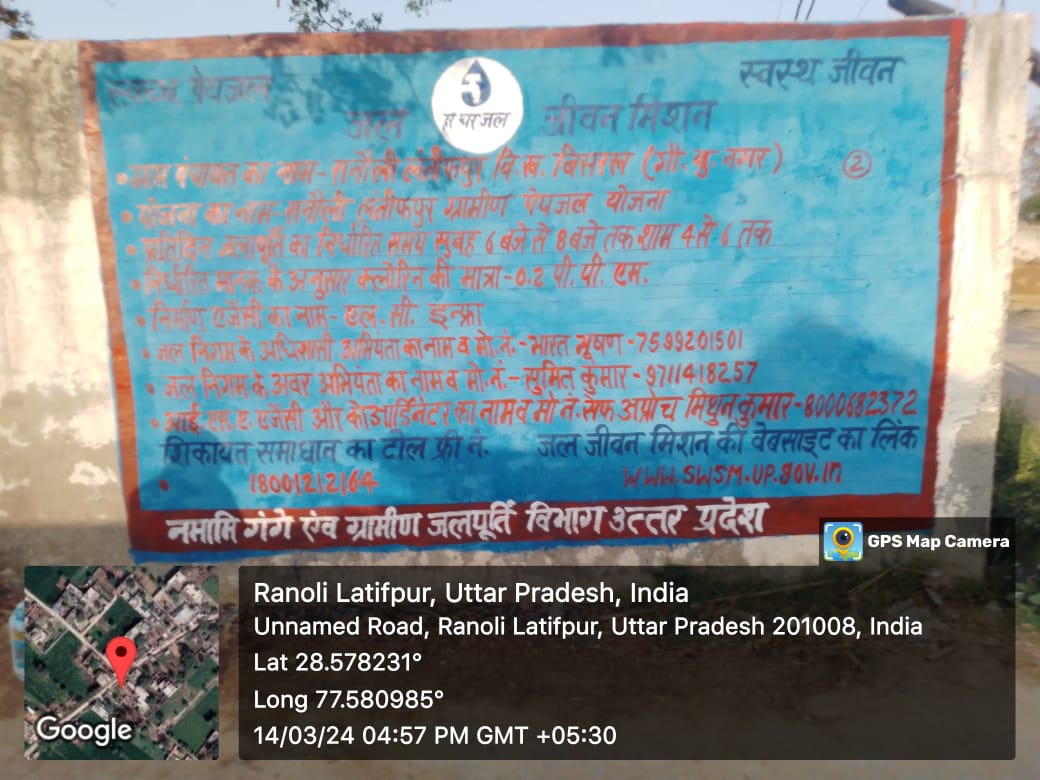 स्वच्छ पेयजल
स्वस्थ जीवन
हर घर जल
जल जीवन मिशन
• ग्राम पंचायत का नाम - रानौली लतीफपुर वि.ख. बिसरख (गौ. बु. नगर) ②
• योजना का नाम - रानौली लतीफपुर ग्रामीण पेयजल योजना
• प्रतिदिन जलापूर्ति का निर्धारित समय सुबह 6 बजे से 8 बजे तक शाम 4 से 6 तक
• निर्धारित मानक के अनुसार क्लोरिन की मात्रा - 0.2 पी. पी. एम.
• निर्माण एजेंसी का नाम - एल. सी. इन्फ्रा
• जल निगम के अधिशासी अभियंता का नाम व मो. नं. - भारत भूषण - 7599201501
• जल निगम के अवर अभियंता का नाम व मो. नं. - सुमित कुमार - 9711418257
• आई. एस. ए. एजेंसी और कोआर्डिनेटर का नाम व मो नं. सफ अप्रोच मिथुन कुमार - 8000682372
शिकायत समाधान का टोल फ्री नं. जल जीवन मिशन की वेबसाइट का लिंक
• 18001212164 WWW.SWSM.UP.gov.in
नमामि गंगे एंव ग्रामीण जलपूर्ति विभाग उत्तर प्रदेश
GPS Map Camera
Ranoli Latifpur, Uttar Pradesh, India
Unnamed Road, Ranoli Latifpur, Uttar Pradesh 201008, India
Lat 28.578231°
Long 77.580985°
14/03/24 04:57 PM GMT +05:30
Google